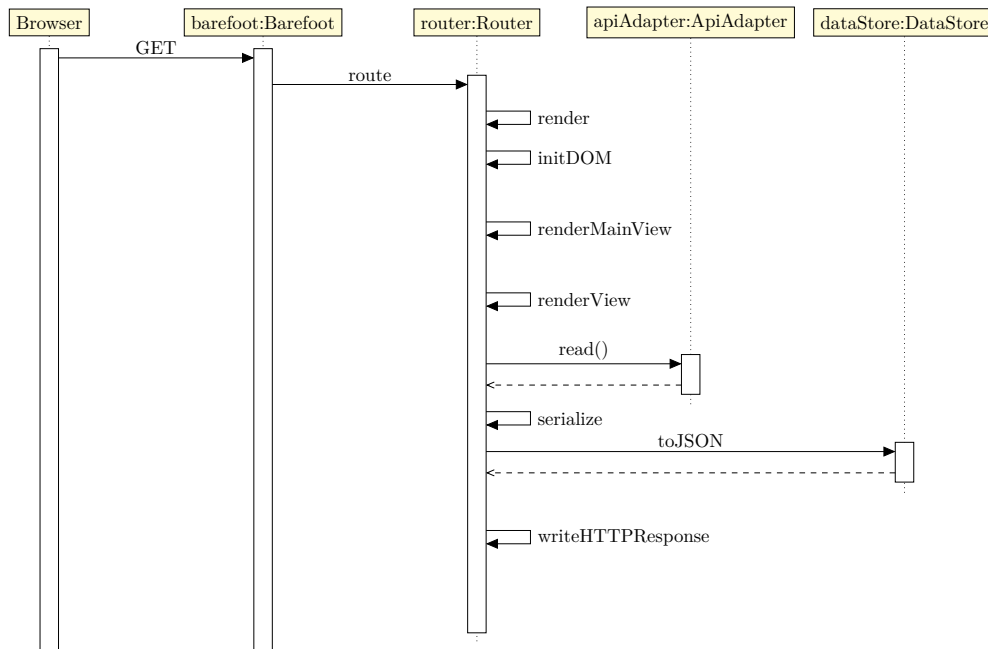 Browser
barefoot:Barefoot
router:Router
apiAdapter:ApiAdapter
dataStore:DataStore
GET
route
render
initDOM
renderMainView
renderView
read()
serialize
toJSON
writeHTTPResponse